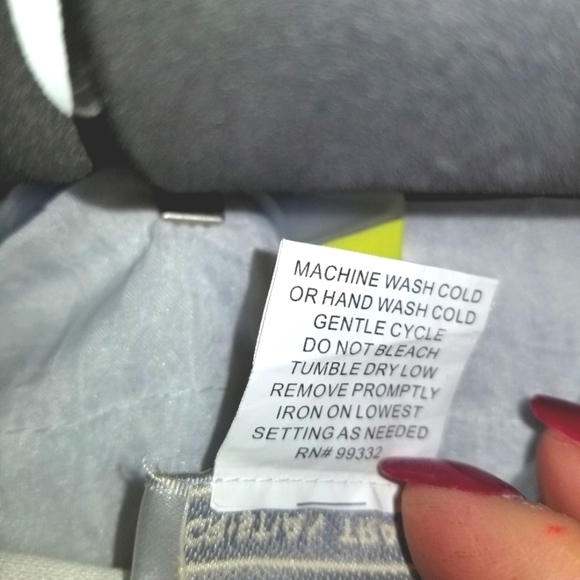 MACHINE WASH COLD
OR HAND WASH COLD
GENTLE CYCLE
DO NOT BLEACH
TUMBLE DRY LOW
REMOVE PROMPTLY
IRON ON LOWEST
SETTING AS NEEDED
RN# 99332